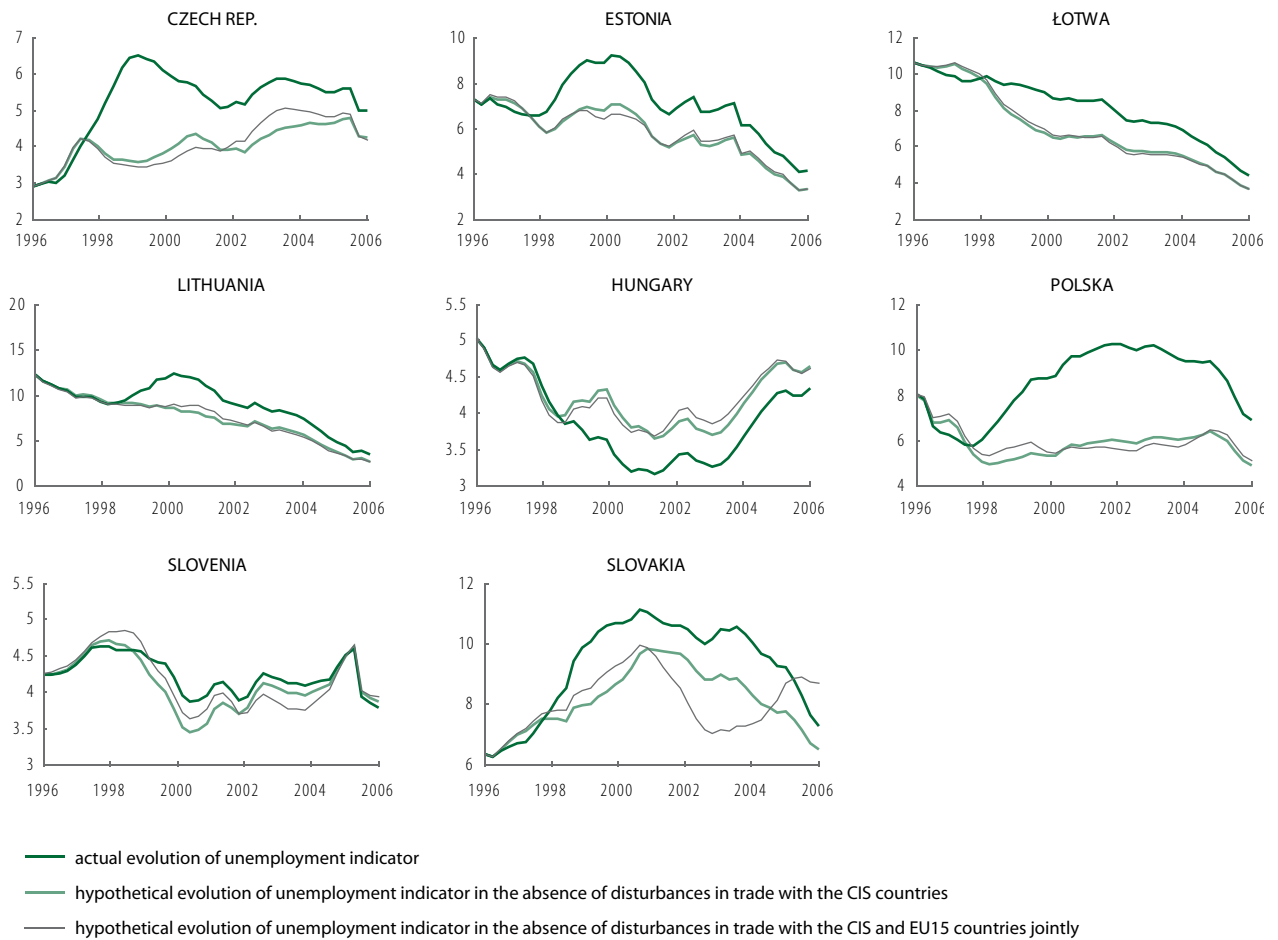 CZECH REP.
7
6
5
4
3
2
1996 1998 2000 2002 2004 2006
ESTONIA
10
8
6
4
2
1996 1998 2000 2002 2004 2006
ŁOTWA
12
10
8
6
4
2
1996 1998 2000 2002 2004 2006
LITHUANIA
20
15
10
5
0
1996 1998 2000 2002 2004 2006
HUNGARY
5.5
5
4.5
4
3.5
3
1996 1998 2000 2002 2004 2006
POLSKA
12
10
8
6
4
1996 1998 2000 2002 2004 2006
SLOVENIA
5.5
5
4.5
4
3.5
3
1996 1998 2000 2002 2004 2006
SLOVAKIA
12
10
8
6
1996 1998 2000 2002 2004 2006
actual evolution of unemployment indicator
hypothetical evolution of unemployment indicator in the absence of disturbances in trade with the CIS countries
hypothetical evolution of unemployment indicator in the absence of disturbances in trade with the CIS and EU15 countries jointly